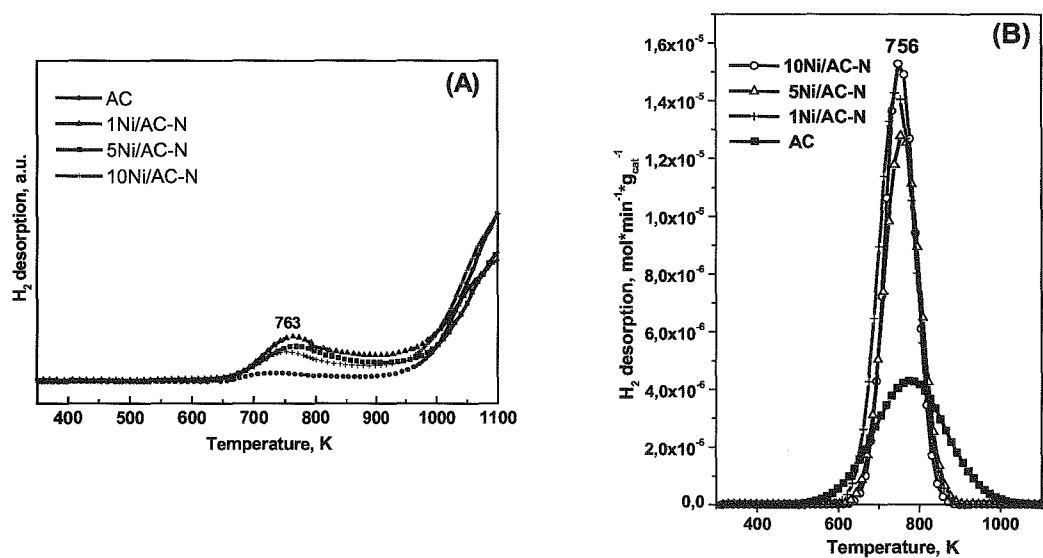 (A)
AC
1Ni/AC-N
5Ni/AC-N
10Ni/AC-N
763
H₂ desorption, a.u.
400 500 600 700 800 900 1000 1100
Temperature, K
(B)
756
10Ni/AC-N
5Ni/AC-N
1Ni/AC-N
AC
1,6x10⁻⁵
1,4x10⁻⁵
1,2x10⁻⁵
1,0x10⁻⁵
8,0x10⁻⁶
6,0x10⁻⁶
4,0x10⁻⁶
2,0x10⁻⁶
0,0
H₂ desorption, mol*min⁻¹*g_cat⁻¹
400 600 800 1000
Temperature, K